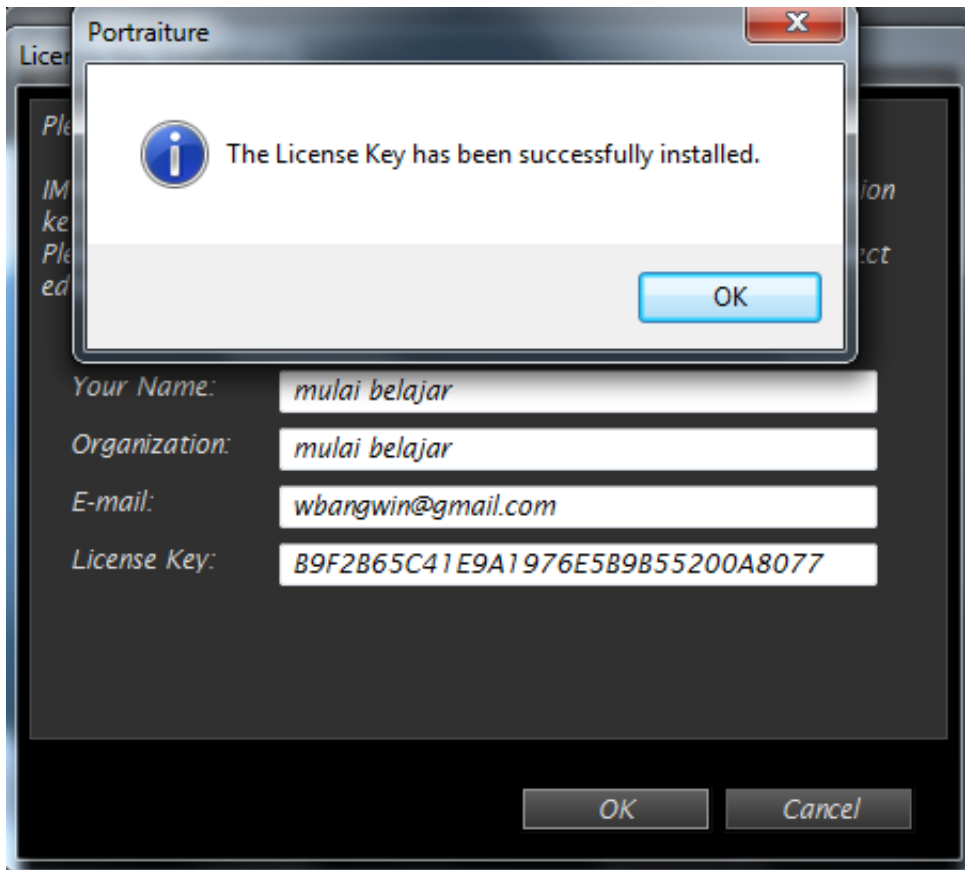 Portraiture
The License Key has been successfully installed.
OK
Your Name: mulai belajar
Organization: mulai belajar
E-mail: wbangwin@gmail.com
License Key: B9F2B65C41E9A1976E5B9B55200A8077
OK Cancel